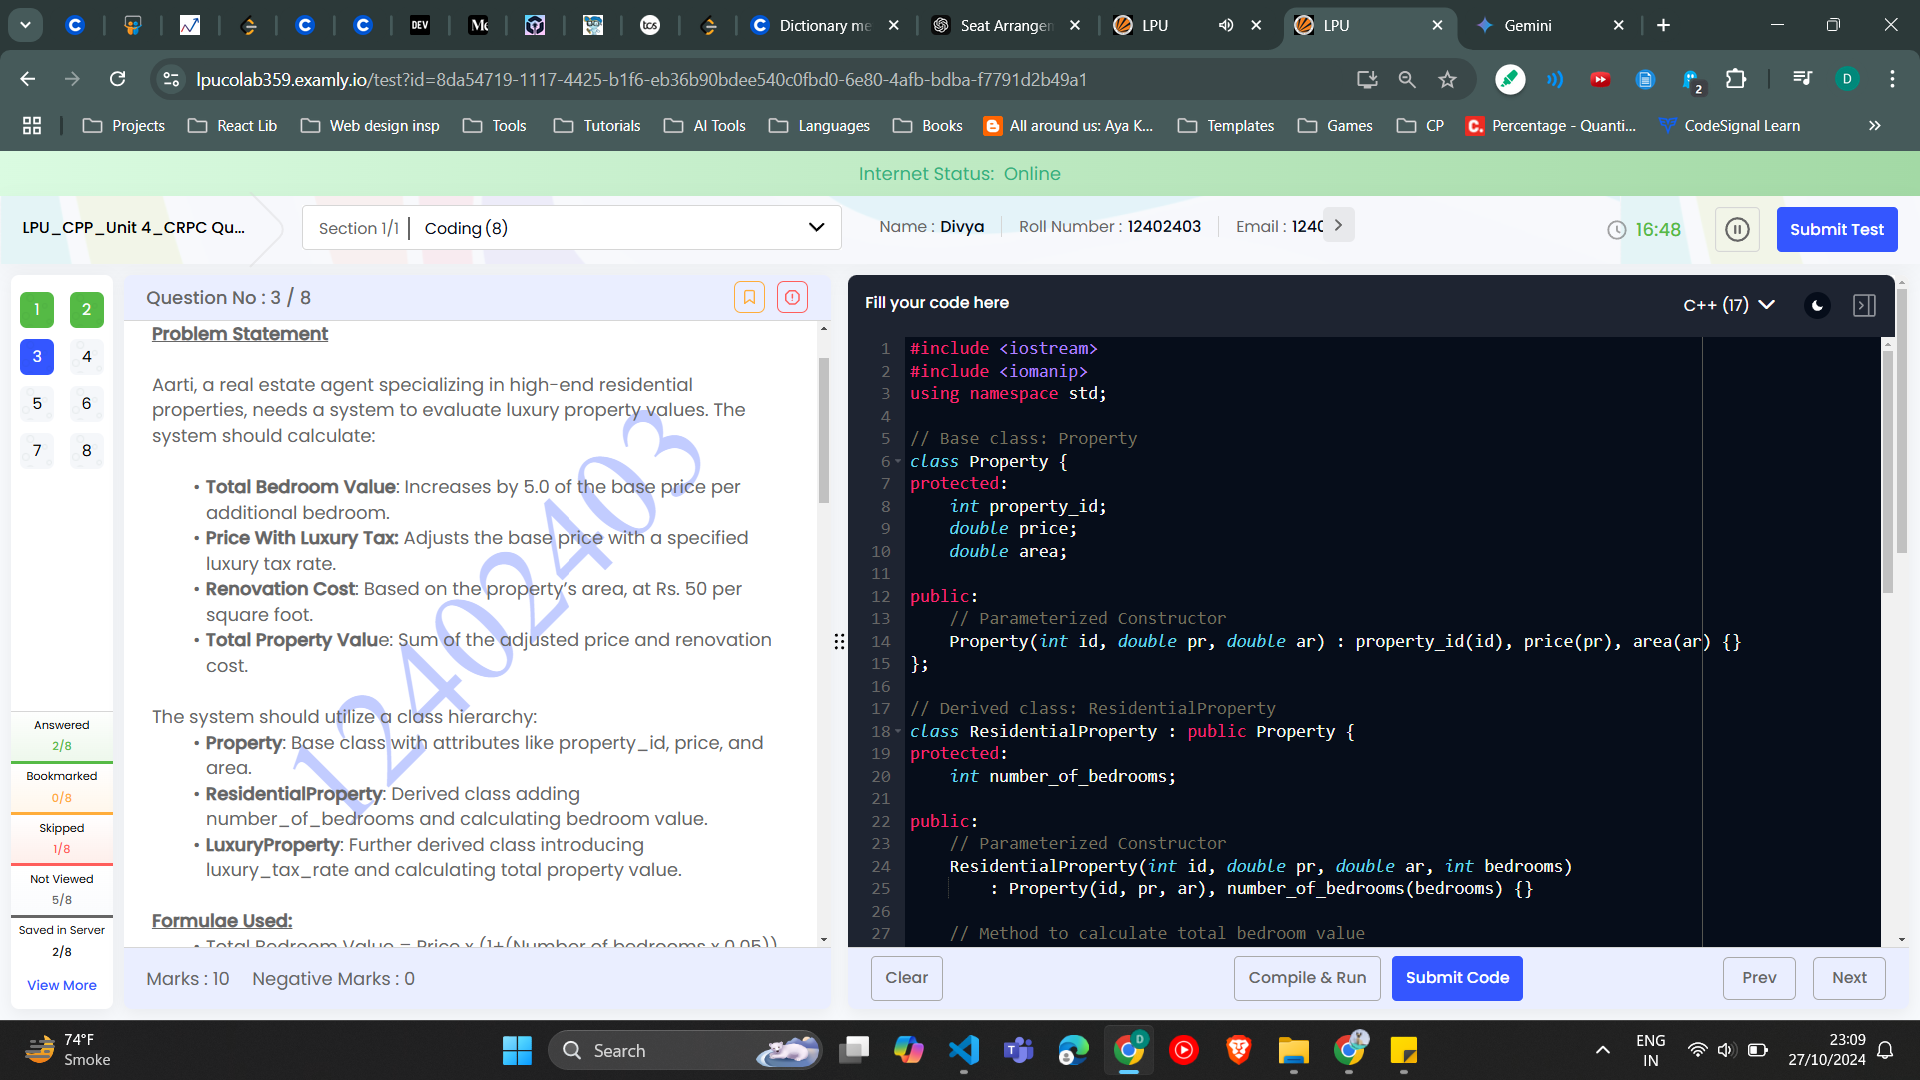 DEV
tcs
Dictionary me
Seat Arrangen
LPU
LPU
Gemini
lpucolab359.examly.io/test?id=8da54719-1117-4425-b1f6-eb36b90bdee540c0fbd0-6e80-4afb-bdba-f7791d2b49a1
2
D
Projects
React Lib
Web design insp
Tools
Tutorials
AI Tools
Languages
Books
All around us: Aya K...
Templates
Games
CP
Percentage - Quanti...
CodeSignal Learn
Internet Status: Online
LPU_CPP_Unit 4_CRPC Qu...
Section 1/1 | Coding (8)
Name : Divya
Roll Number : 12402403
Email : 1240
16:48
Submit Test
1 2
3 4
5 6
7 8
Answered
2/8
Bookmarked
0/8
Skipped
1/8
Not Viewed
5/8
Saved in Server
2/8
View More
Question No : 3 / 8
Problem Statement
Aarti, a real estate agent specializing in high-end residential
properties, needs a system to evaluate luxury property values. The
system should calculate:
• Total Bedroom Value: Increases by 5.0 of the base price per
additional bedroom.
• Price With Luxury Tax: Adjusts the base price with a specified
luxury tax rate.
• Renovation Cost: Based on the property’s area, at Rs. 50 per
square foot.
• Total Property Value: Sum of the adjusted price and renovation
cost.
The system should utilize a class hierarchy:
• Property: Base class with attributes like property_id, price, and
area.
• ResidentialProperty: Derived class adding
number_of_bedrooms and calculating bedroom value.
• LuxuryProperty: Further derived class introducing
luxury_tax_rate and calculating total property value.
Formulae Used:
• Total Bedroom Value = Price x (1+(Number of bedrooms x 0.05))
12402403
Marks : 10
Negative Marks : 0
Fill your code here
C++ (17)
1 #include <iostream>
2 #include <iomanip>
3 using namespace std;
4
5 // Base class: Property
6 class Property {
7 protected:
8 int property_id;
9 double price;
10 double area;
11
12 public:
13 // Parameterized Constructor
14 Property(int id, double pr, double ar) : property_id(id), price(pr), area(ar) {}
15 };
16
17 // Derived class: ResidentialProperty
18 class ResidentialProperty : public Property {
19 protected:
20 int number_of_bedrooms;
21
22 public:
23 // Parameterized Constructor
24 ResidentialProperty(int id, double pr, double ar, int bedrooms)
25 : Property(id, pr, ar), number_of_bedrooms(bedrooms) {}
26
27 // Method to calculate total bedroom value
Clear
Compile & Run
Submit Code
Prev
Next
74°F
Smoke
Search
D
ENG
IN
23:09
27/10/2024